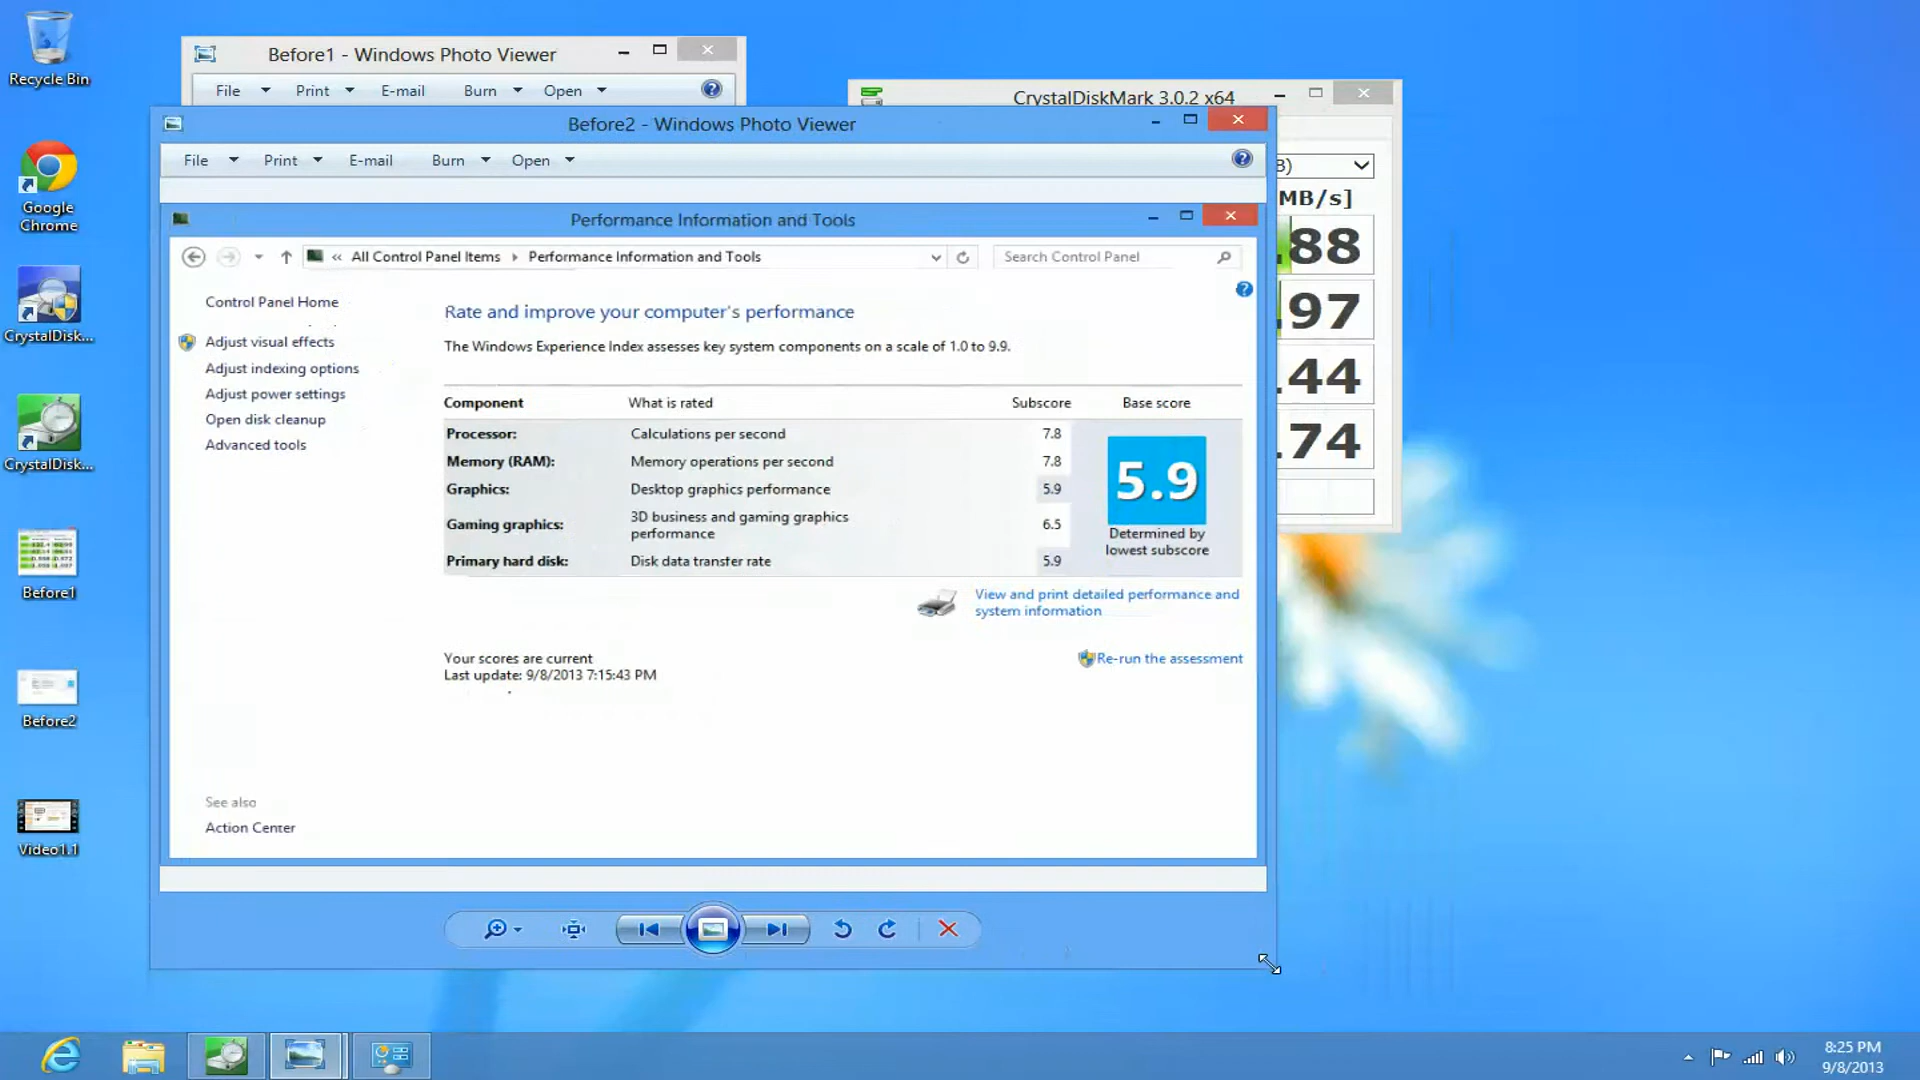 Recycle Bin
Google
Chrome
CrystalDisk...
CrystalDisk...
Before1
Before2
Video1.1
Before1 - Windows Photo Viewer
File Print E-mail Burn Open
CrystalDiskMark 3.0.2 x64
B)
MB/s]
.88
.97
.44
.74
Before2 - Windows Photo Viewer
File Print E-mail Burn Open
Performance Information and Tools
« All Control Panel Items Performance Information and Tools
Search Control Panel
Control Panel Home
Adjust visual effects
Adjust indexing options
Adjust power settings
Open disk cleanup
Advanced tools
See also
Action Center
Rate and improve your computer's performance
The Windows Experience Index assesses key system components on a scale of 1.0 to 9.9.
Component What is rated Subscore Base score
Processor: Calculations per second 7.8
Memory (RAM): Memory operations per second 7.8
Graphics: Desktop graphics performance 5.9
Gaming graphics: 3D business and gaming graphics
performance 6.5
Primary hard disk: Disk data transfer rate 5.9
5.9
Determined by
lowest subscore
View and print detailed performance and
system information
Your scores are current
Last update: 9/8/2013 7:15:43 PM
Re-run the assessment
8:25 PM
9/8/2013